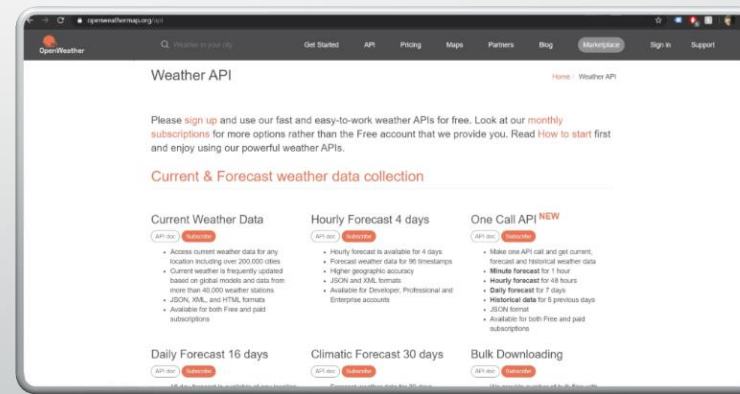 openweathermap.org/api
OpenWeather
Weather in your city
Get Started
API
Pricing
Maps
Partners
Blog
Marketplace
Sign in
Support
Weather API
Home / Weather API
Please sign up and use our fast and easy-to-work weather APIs for free. Look at our monthly
subscriptions for more options rather than the Free account that we provide you. Read How to start first
and enjoy using our powerful weather APIs.
Current & Forecast weather data collection
Current Weather Data
API doc Subscribe
Access current weather data for any
location including over 200,000 cities
Current weather is frequently updated
based on global models and data from
more than 40,000 weather stations
JSON, XML, and HTML formats
Available for both Free and paid
subscriptions
Hourly Forecast 4 days
API doc Subscribe
Hourly forecast is available for 4 days
Forecast weather data for 96 timestamps
Higher geographic accuracy
JSON and XML formats
Available for Developer, Professional and
Enterprise accounts
One Call API NEW
API doc Subscribe
Make one API call and get current,
forecast and historical weather data
Minute forecast for 1 hour
Hourly forecast for 48 hours
Daily forecast for 7 days
Historical data for 5 previous days
JSON format
Available for both Free and paid
subscriptions
Daily Forecast 16 days
API doc Subscribe
Climatic Forecast 30 days
API doc Subscribe
Bulk Downloading
API doc Subscribe